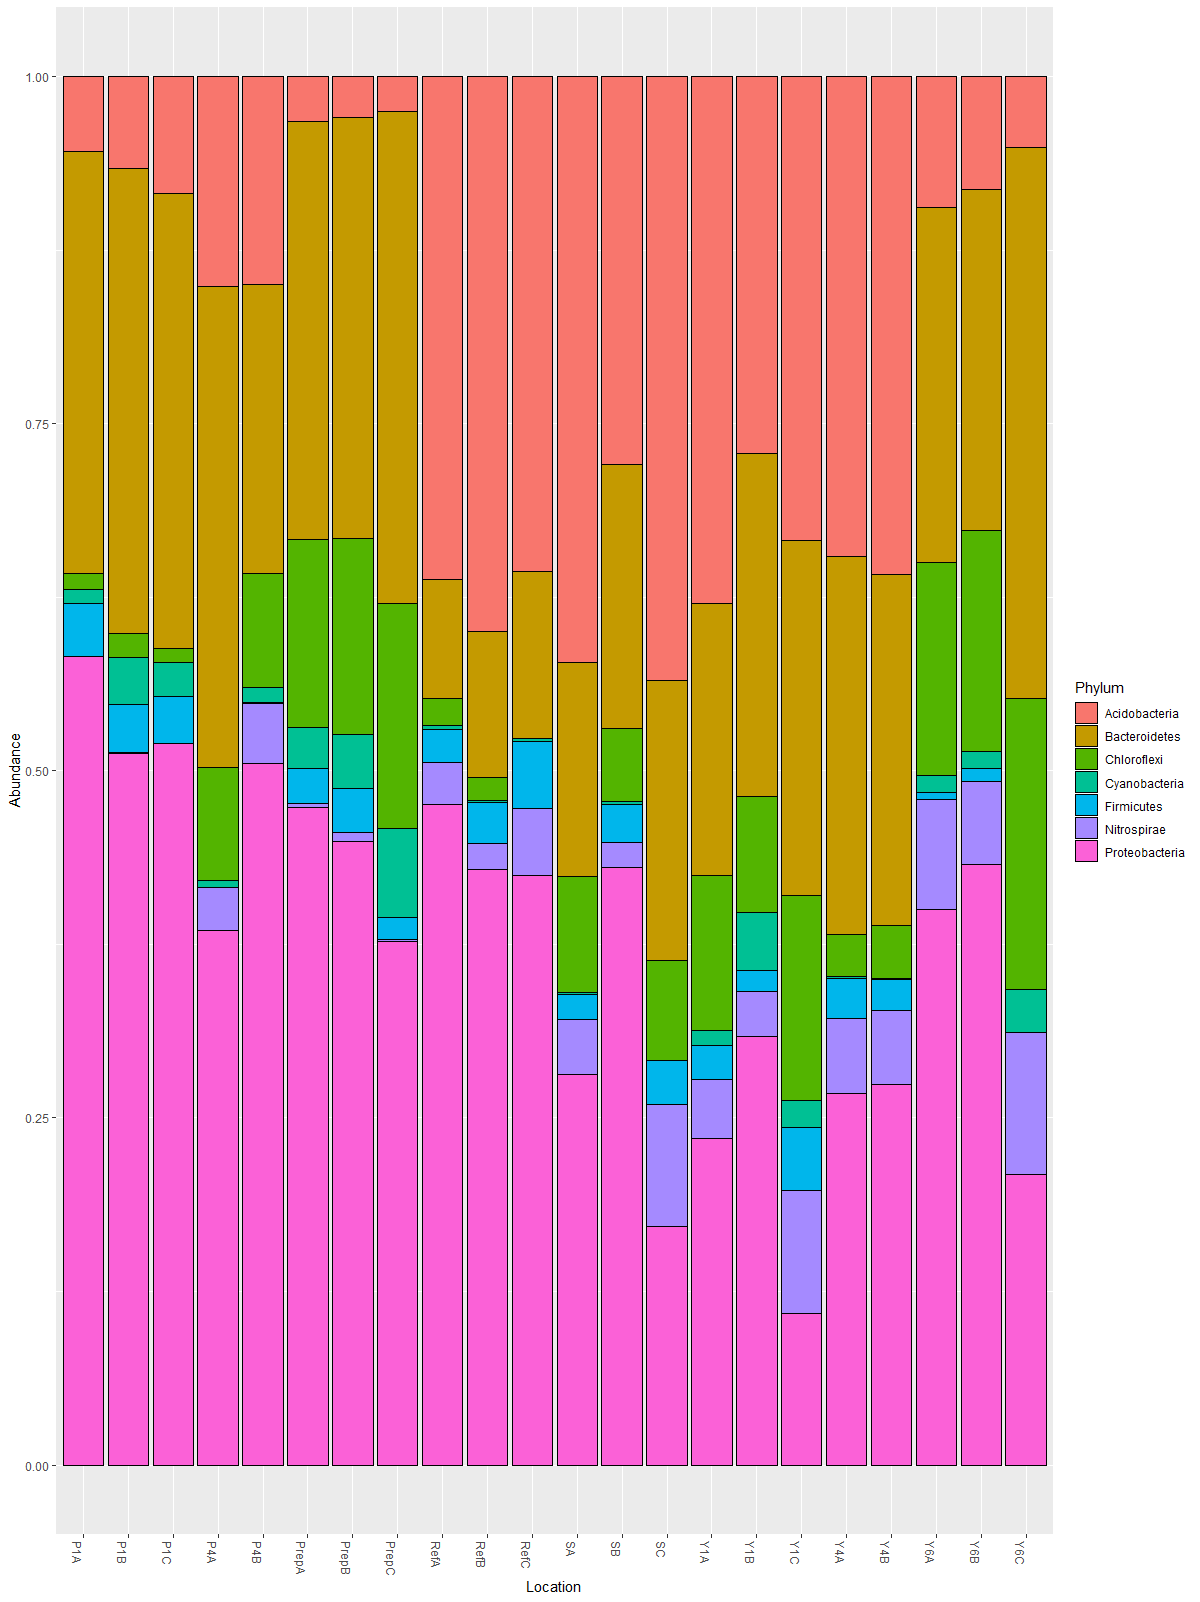 1.00
0.75
0.50
0.25
0.00
Abundance
P1A
P1B
P1C
P4A
P4B
PrepA
PrepB
PrepC
RefA
RefB
RefC
SA
SB
SC
Y1A
Y1B
Y1C
Y4A
Y4B
Y6A
Y6B
Y6C
Location
Phylum
Acidobacteria
Bacteroidetes
Chloroflexi
Cyanobacteria
Firmicutes
Nitrospirae
Proteobacteria